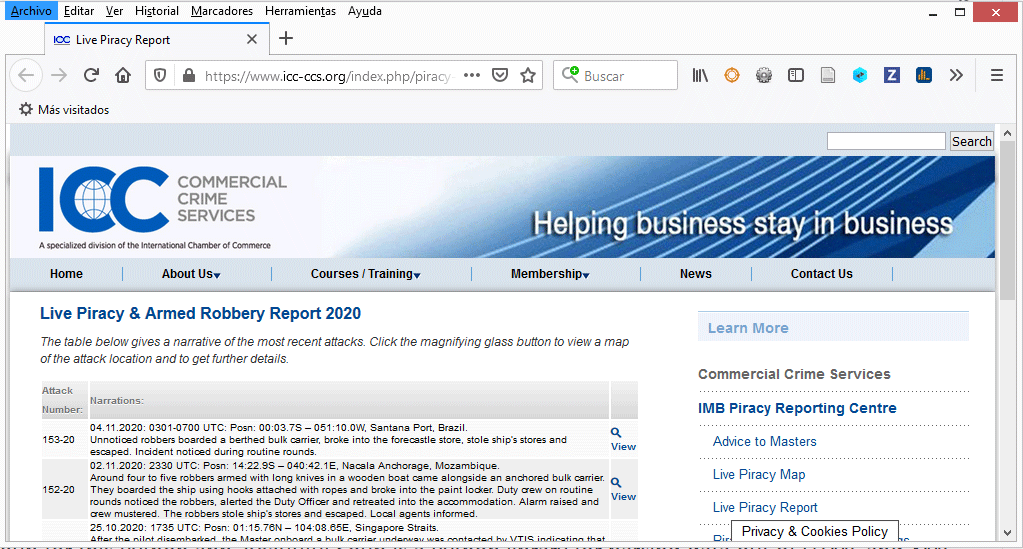 Archivo Editar Ver Historial Marcadores Herramientas Ayuda
ICC Live Piracy Report
https://www.icc-ccs.org/index.php/piracy- Buscar
Más visitados
Search
ICC COMMERCIAL
CRIME
SERVICES
A specialized division of the International Chamber of Commerce
Helping business stay in business
Home About Us Courses / Training Membership News Contact Us
Live Piracy & Armed Robbery Report 2020
The table below gives a narrative of the most recent attacks. Click the magnifying glass button to view a map
of the attack location and to get further details.
Attack
Number: Narrations:
04.11.2020: 0301-0700 UTC: Posn: 00:03.7S – 051:10.0W, Santana Port, Brazil.
153-20 Unnoticed robbers boarded a berthed bulk carrier, broke into the forecastle store, stole ship's stores and
escaped. Incident noticed during routine rounds.
View
02.11.2020: 2330 UTC: Posn: 14:22.9S – 040:42.1E, Nacala Anchorage, Mozambique.
Around four to five robbers armed with long knives in a wooden boat came alongside an anchored bulk carrier.
152-20 They boarded the ship using hooks attached with ropes and broke into the paint locker. Duty crew on routine
rounds noticed the robbers, alerted the Duty Officer and retreated into the accommodation. Alarm raised and
crew mustered. The robbers stole ship's stores and escaped. Local agents informed.
View
25.10.2020: 1735 UTC: Posn: 01:15.76N – 104:08.65E, Singapore Straits.
After the pilot disembarked, the Master onboard a bulk carrier underway was contacted by VTIS indicating that
Learn More
Commercial Crime Services
IMB Piracy Reporting Centre
Advice to Masters
Live Piracy Map
Live Piracy Report
Privacy & Cookies Policy